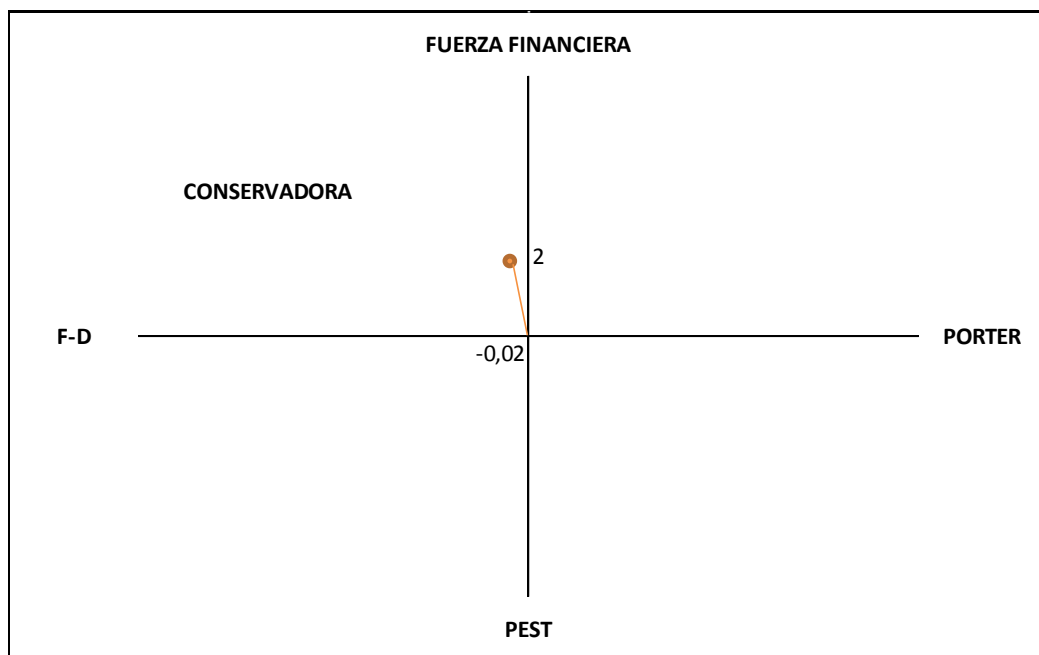 FUERZA FINANCIERA
CONSERVADORA
2
F-D
PORTER
-0,02
PEST